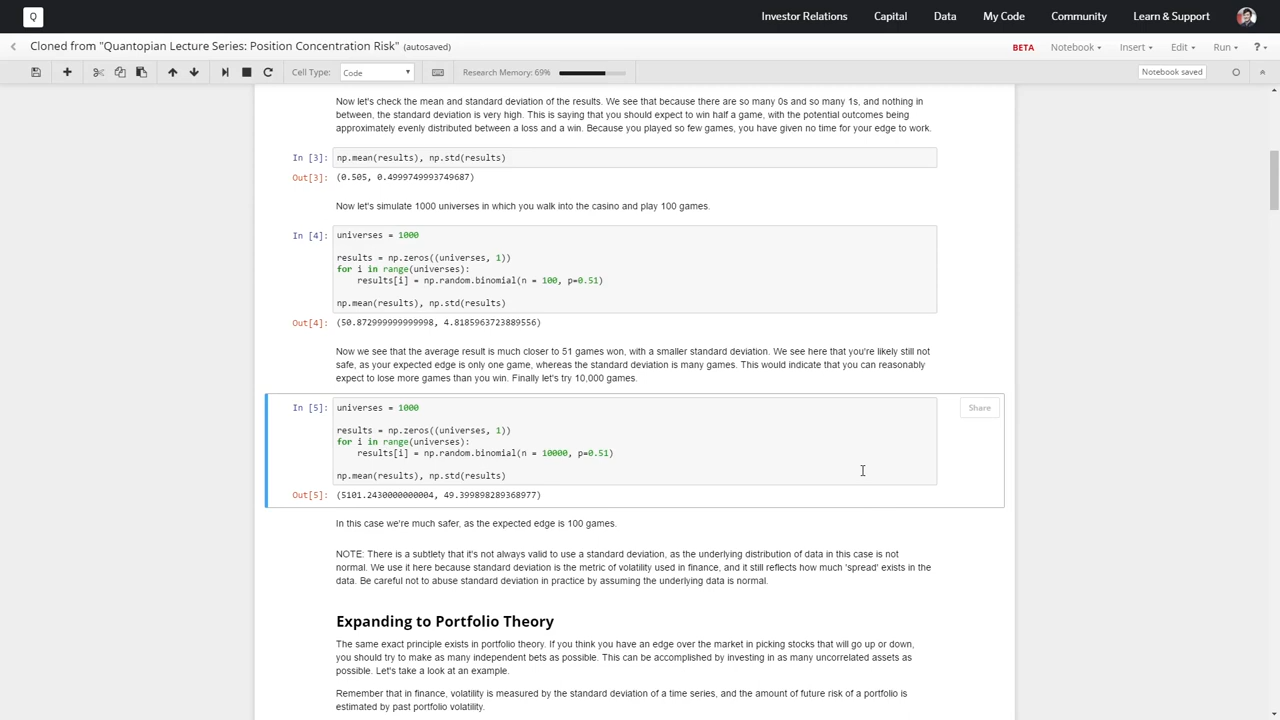 Q
Investor Relations Capital Data My Code Community Learn & Support
Cloned from "Quantopian Lecture Series: Position Concentration Risk" (autosaved)
BETA Notebook Insert Edit Run ?
Cell Type: Code Research Memory: 69% Notebook saved
Now let's check the mean and standard deviation of the results. We see that because there are so many 0s and so many 1s, and nothing in
between, the standard deviation is very high. This is saying that you should expect to win half a game, with the potential outcomes being
approximately evenly distributed between a loss and a win. Because you played so few games, you have given no time for your edge to work.
In [3]: np.mean(results), np.std(results)
Out[3]: (0.505, 0.4999749993749687)
Now let's simulate 1000 universes in which you walk into the casino and play 100 games.
In [4]: universes = 1000
results = np.zeros((universes, 1))
for i in range(universes):
results[i] = np.random.binomial(n = 100, p=0.51)
np.mean(results), np.std(results)
Out[4]: (50.872999999999998, 4.8185963723889556)
Now we see that the average result is much closer to 51 games won, with a smaller standard deviation. We see here that you're likely still not
safe, as your expected edge is only one game, whereas the standard deviation is many games. This would indicate that you can reasonably
expect to lose more games than you win. Finally let's try 10,000 games.
In [5]: universes = 1000
Share
results = np.zeros((universes, 1))
for i in range(universes):
results[i] = np.random.binomial(n = 10000, p=0.51)
np.mean(results), np.std(results)
Out[5]: (5101.2430000000004, 49.399898289368977)
In this case we're much safer, as the expected edge is 100 games.
NOTE: There is a subtlety that it's not always valid to use a standard deviation, as the underlying distribution of data in this case is not
normal. We use it here because standard deviation is the metric of volatility used in finance, and it still reflects how much 'spread' exists in the
data. Be careful not to abuse standard deviation in practice by assuming the underlying data is normal.
Expanding to Portfolio Theory
The same exact principle exists in portfolio theory. If you think you have an edge over the market in picking stocks that will go up or down,
you should try to make as many independent bets as possible. This can be accomplished by investing in as many uncorrelated assets as
possible. Let's take a look at an example.
Remember that in finance, volatility is measured by the standard deviation of a time series, and the amount of future risk of a portfolio is
estimated by past portfolio volatility.